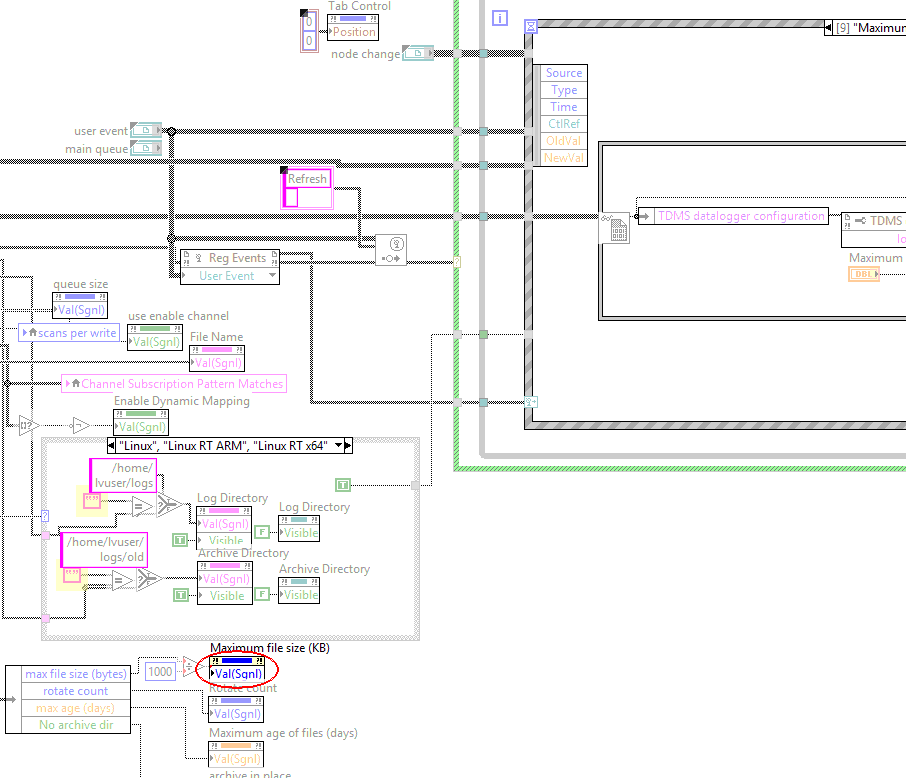 Tab Control
0
0
Position
node change
[9] "Maximum
i
Source
Type
Time
CtlRef
OldVal
NewVal
user event
main queue
Refresh
TDMS datalogger configuration
TDMS
lo
Maximum
DBL
Reg Events
User Event
queue size
Val(Sgnl)
scans per write
use enable channel
Val(Sgnl)
File Name
Val(Sgnl)
Channel Subscription Pattern Matches
Enable Dynamic Mapping
Val(Sgnl)
"Linux", "Linux RT ARM", "Linux RT x64"
/home/
lvuser/logs
T
Log Directory
Val(Sgnl)
Visible
T
Log Directory
F
Visible
/home/lvuser/
logs/old
Archive Directory
Val(Sgnl)
Visible
T
Archive Directory
F
Visible
Maximum file size (KB)
1000
Val(Sgnl)
max file size (bytes)
rotate count
max age (days)
No archive dir
Rotate count
Val(Sgnl)
Maximum age of files (days)
Val(Sgnl)
archive in place